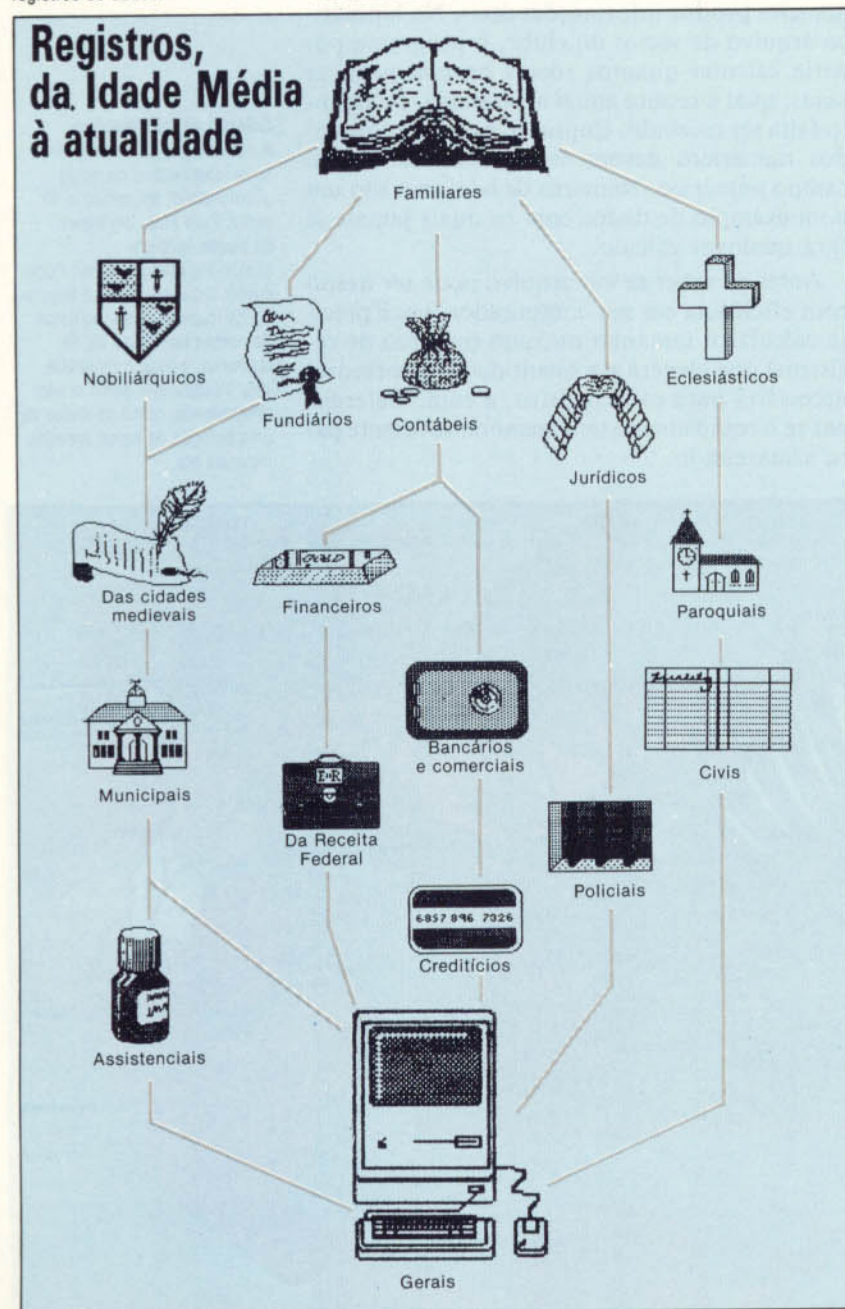 Registros,
da Idade Média
à atualidade
Familiares
Nobiliárquicos
Fundiários
Contábeis
Jurídicos
Eclesiásticos
Das cidades
medievais
GOLD
Financeiros
Paroquiais
Municipais
E R
Da Receita
Federal
Bancários
e comerciais
Civis
Policiais
6857 896 7326
Creditícios
Assistenciais
Gerais